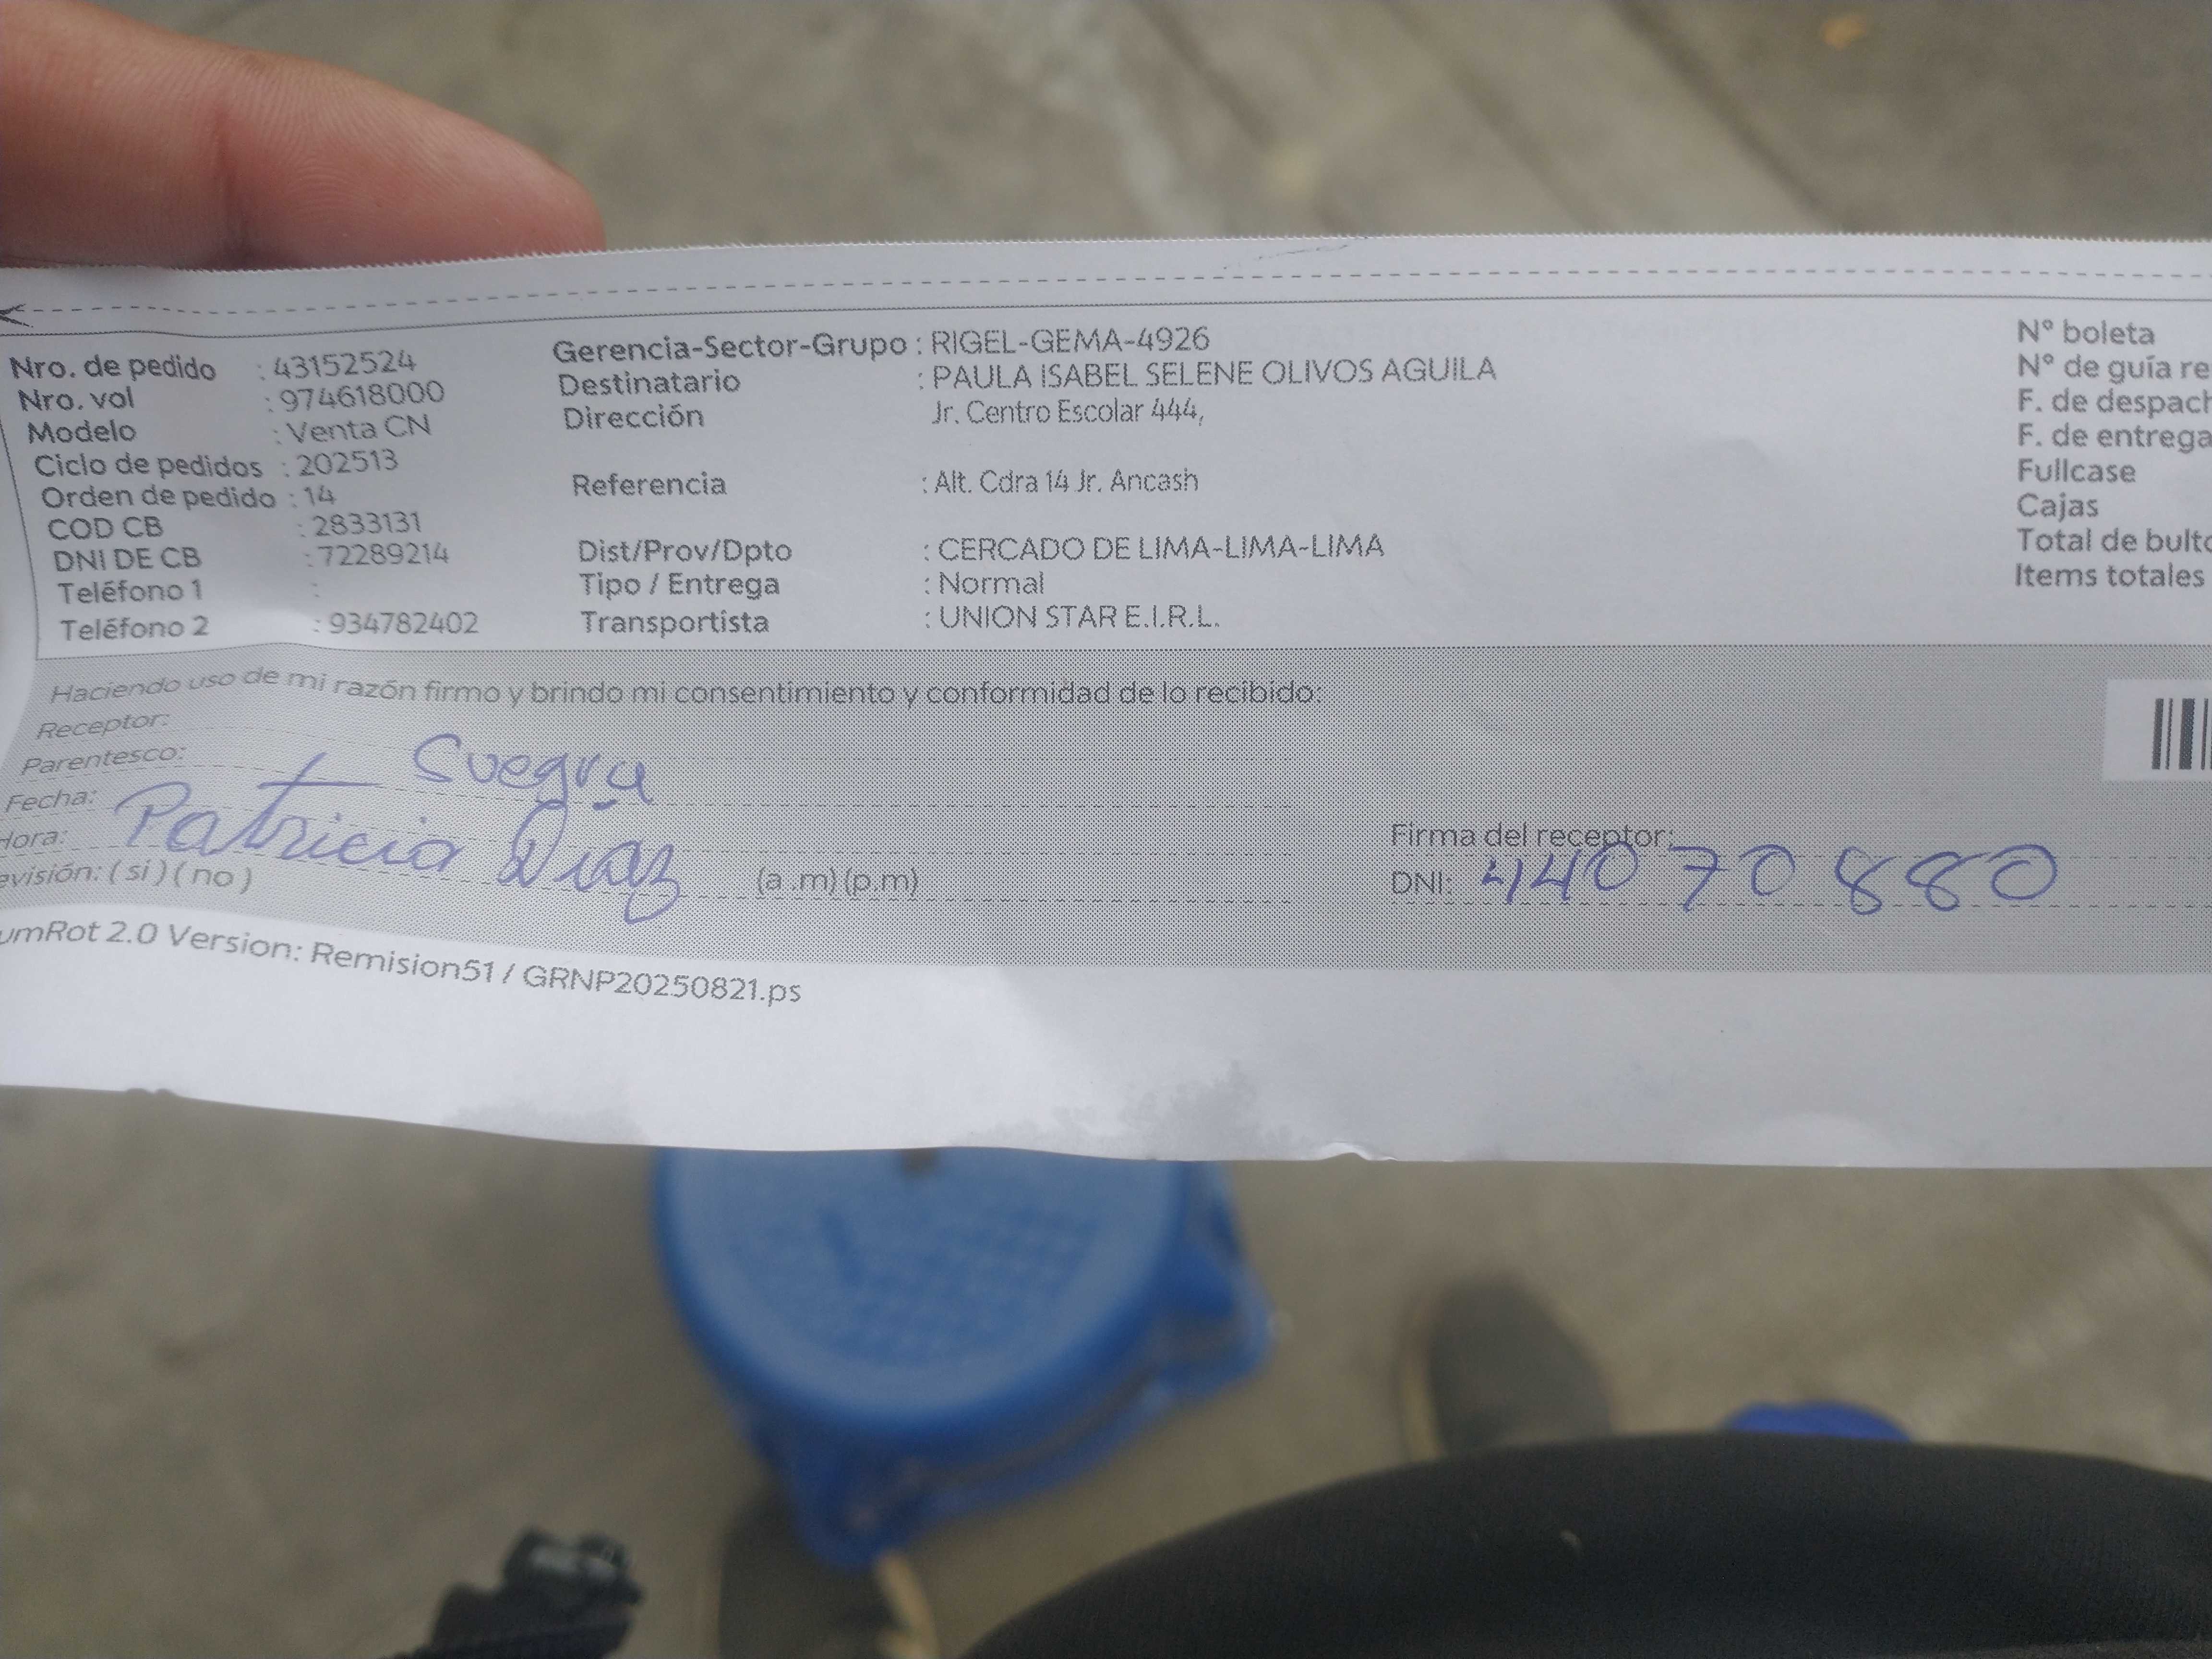 Nro. de pedido : 43152524
Nro. vol : 974618000
Modelo : Venta CN
Ciclo de pedidos : 202513
Orden de pedido : 14
COD CB : 2833131
DNI DE CB : 72289214
Teléfono 1 :
Teléfono 2 : 934782402
Gerencia-Sector-Grupo : RIGEL-GEMA-4926
Destinatario : PAULA ISABEL SELENE OLIVOS AGUILA
Dirección Jr. Centro Escolar 444,
Referencia : Alt. Cdra 14 Jr. Ancash
Dist/Prov/Dpto : CERCADO DE LIMA-LIMA-LIMA
Tipo / Entrega : Normal
Transportista : UNION STAR E.I.R.L.
N° boleta
N° de guía re
F. de despach
F. de entrega
Fullcase
Cajas
Total de bulto
Items totales
Haciendo uso de mi razón firmo y brindo mi consentimiento y conformidad de lo recibido:
Receptor:
Parentesco: Suegra
Fecha:
Hora: Patricia Diaz
evisión: ( si ) ( no ) (a .m) (p.m)
Firma del receptor:
DNI: 44070880
umRot 2.0 Version: Remision51 / GRNP20250821.ps